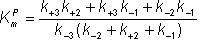 K_m^P = \frac{k_{+3}k_{+2} + k_{+3}k_{-1} + k_{-2}k_{-1}}{k_{-3}(k_{-2} + k_{+2} + k_{-1})}